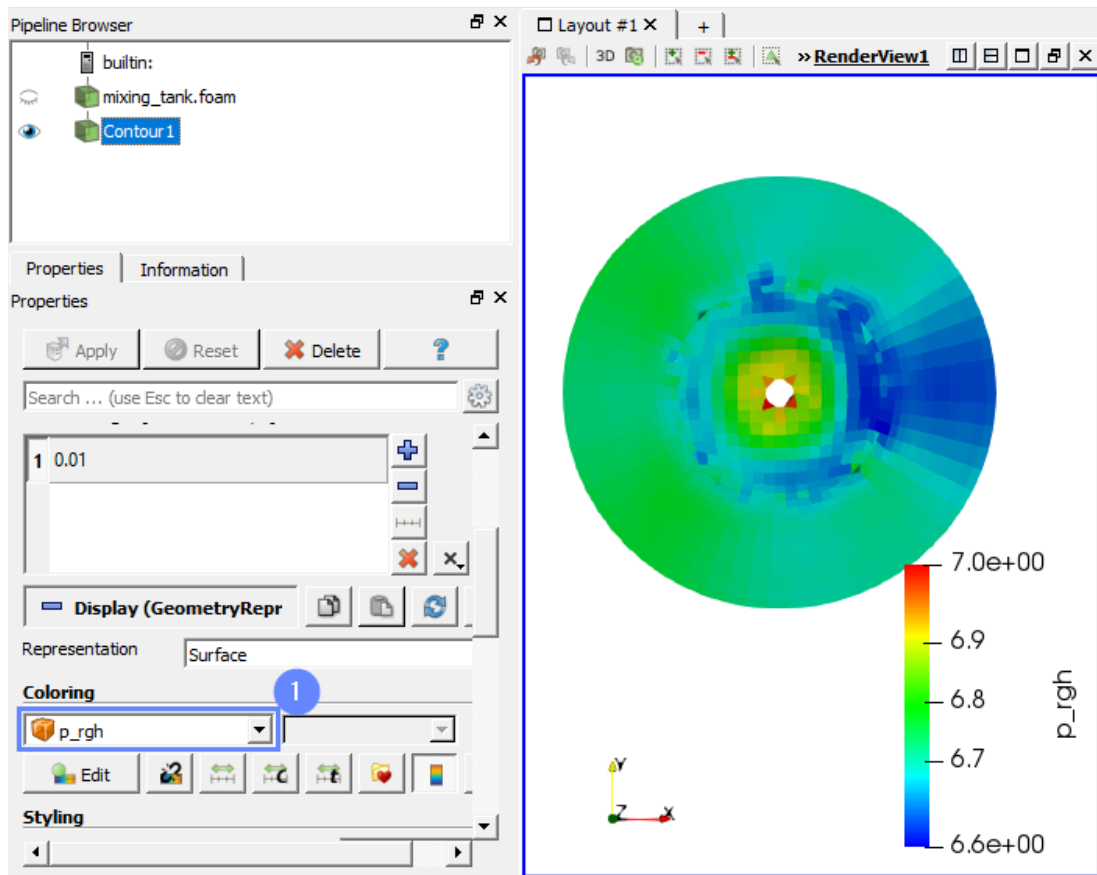 Pipeline Browser
builtin:
mixing_tank.foam
Contour1
Properties
Information
Properties
Apply
Reset
Delete
?
Search ... (use Esc to clear text)
1 0.01
Display (GeometryRepr
Representation
Surface
Coloring
1
p_rgh
Edit
c
t
Styling
Layout #1
+
3D
» RenderView1
7.0e+00
6.9
6.8
6.7
6.6e+00
p_rgh
Y
Z
X